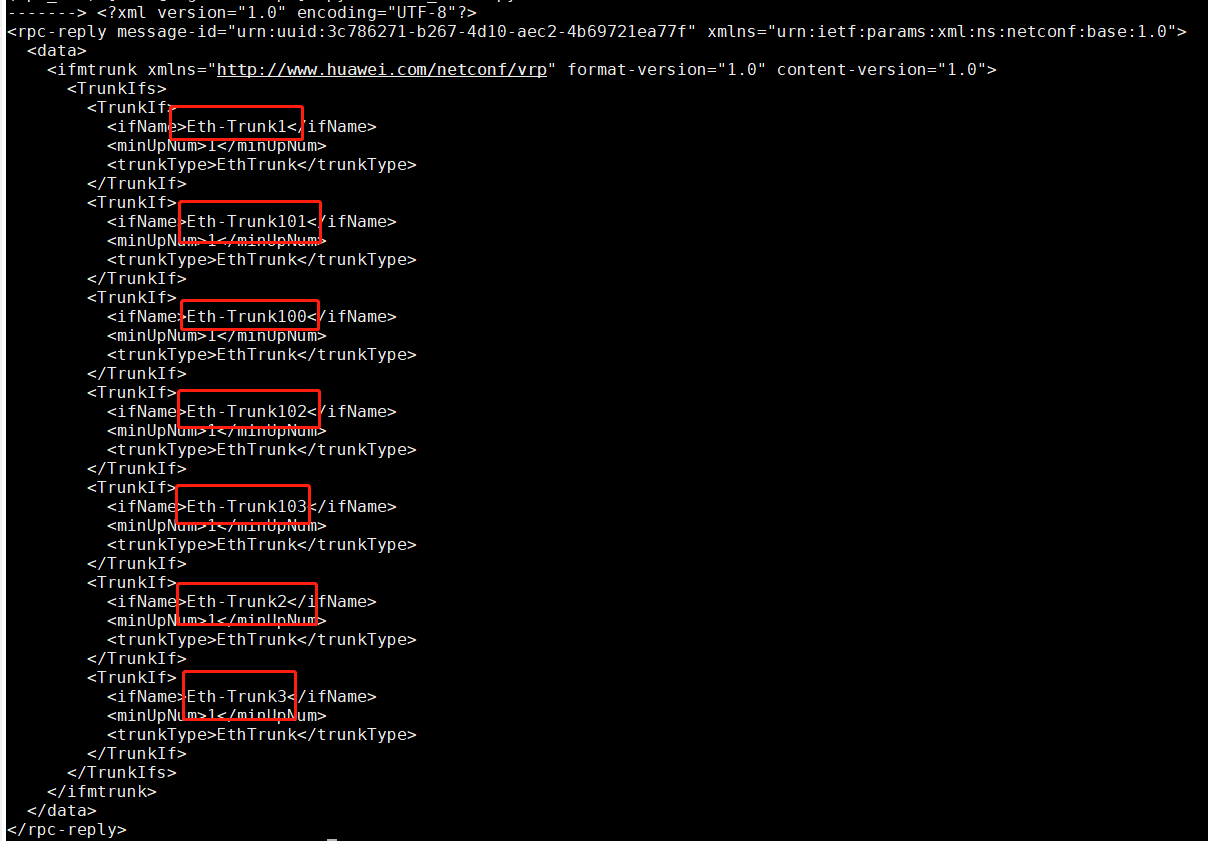 -------> <?xml version="1.0" encoding="UTF-8"?>
<rpc-reply message-id="urn:uuid:3c786271-b267-4d10-aec2-4b69721ea77f" xmlns="urn:ietf:params:xml:ns:netconf:base:1.0">
  <data>
    <ifmtrunk xmlns="http://www.huawei.com/netconf/vrp" format-version="1.0" content-version="1.0">
      <TrunkIfs>
        <TrunkIf>
          <ifName>Eth-Trunk1</ifName>
          <minUpNum>1</minUpNum>
          <trunkType>EthTrunk</trunkType>
        </TrunkIf>
        <TrunkIf>
          <ifName>Eth-Trunk101</ifName>
          <minUpNum>1</minUpNum>
          <trunkType>EthTrunk</trunkType>
        </TrunkIf>
        <TrunkIf>
          <ifName>Eth-Trunk100</ifName>
          <minUpNum>1</minUpNum>
          <trunkType>EthTrunk</trunkType>
        </TrunkIf>
        <TrunkIf>
          <ifName>Eth-Trunk102</ifName>
          <minUpNum>1</minUpNum>
          <trunkType>EthTrunk</trunkType>
        </TrunkIf>
        <TrunkIf>
          <ifName>Eth-Trunk103</ifName>
          <minUpNum>1</minUpNum>
          <trunkType>EthTrunk</trunkType>
        </TrunkIf>
        <TrunkIf>
          <ifName>Eth-Trunk2</ifName>
          <minUpNum>1</minUpNum>
          <trunkType>EthTrunk</trunkType>
        </TrunkIf>
        <TrunkIf>
          <ifName>Eth-Trunk3</ifName>
          <minUpNum>1</minUpNum>
          <trunkType>EthTrunk</trunkType>
        </TrunkIf>
      </TrunkIfs>
    </ifmtrunk>
  </data>
</rpc-reply>